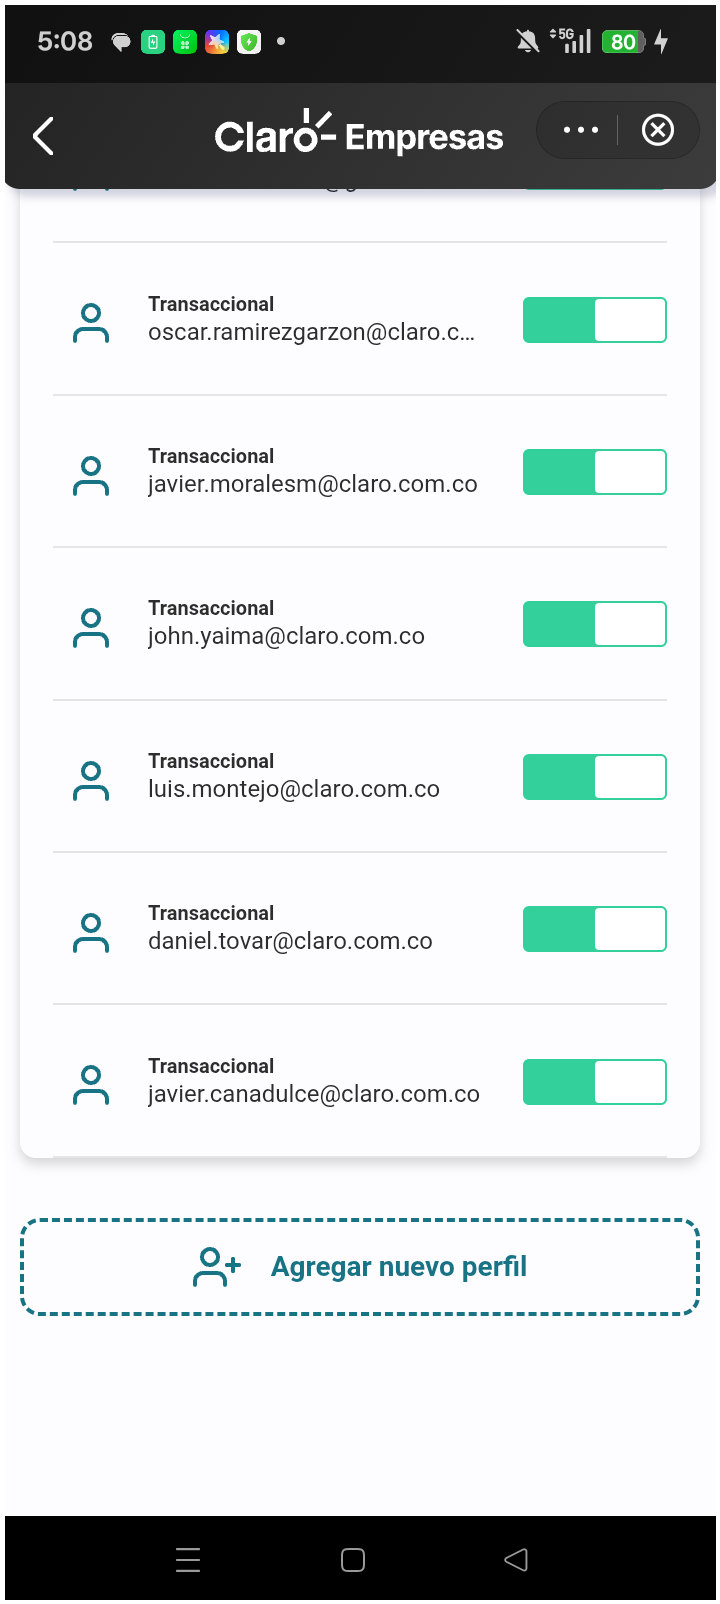 5:08
5G
80
Claro- Empresas
Transaccional
oscar.ramirezgarzon@claro.c...
Transaccional
javier.moralesm@claro.com.co
Transaccional
john.yaima@claro.com.co
Transaccional
luis.montejo@claro.com.co
Transaccional
daniel.tovar@claro.com.co
Transaccional
javier.canadulce@claro.com.co
Agregar nuevo perfil